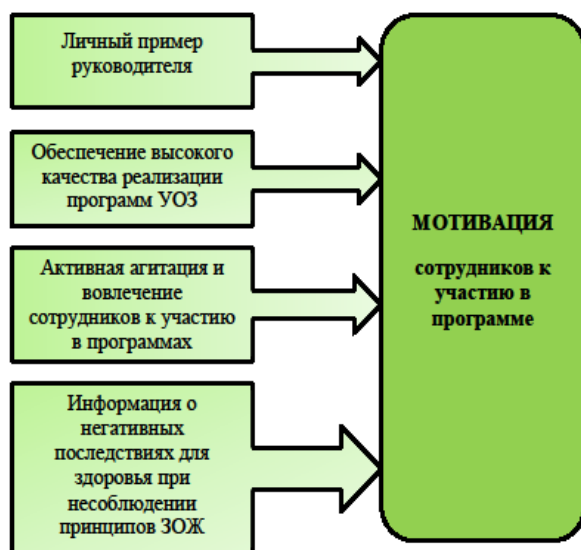 Личный пример
руководителя
Обеспечение высокого
качества реализации
программ УОЗ
Активная агитация и
вовлечение
сотрудников к участию
в программах
Информация о
негативных
последствиях для
здоровья при
несоблюдении
принципов ЗОЖ
МОТИВАЦИЯ
сотрудников к
участию в
программе